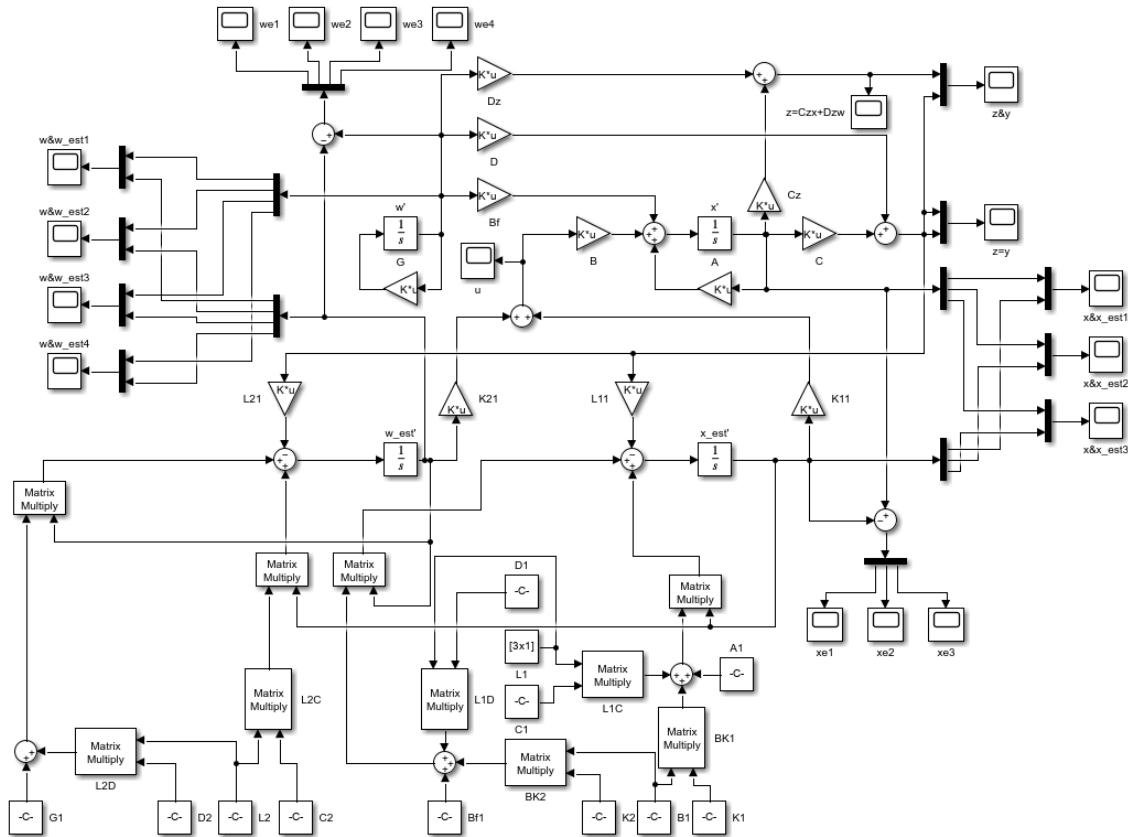 we1
we2
we3
we4
K*u
Dz
+
+
z=Czx+Dzw
z&y
w&w_est1
− +
K*u
D
K*u
Cz
w&w_est2
w'
1
s
G
K*u
Bf
K*u
B
+
+
+
x'
1
s
A
K*u
C
+
+
z=y
w&w_est3
K*u
u
K*u
x&x_est1
w&w_est4
+ +
x&x_est2
K*u
L21
K*u
K21
K*u
L11
K*u
K11
x&x_est3
w_est'
x_est'
−
+
+
1
s
−
+
+
1
s
Matrix
Multiply
− +
Matrix
Multiply
Matrix
Multiply
D1
-C-
Matrix
Multiply
xe1
xe2
xe3
[3x1]
L1
Matrix
Multiply
L1C
+ +
+
A1
-C-
Matrix
Multiply
L2C
Matrix
Multiply
L1D
-C-
C1
Matrix
Multiply
BK1
+
+
Matrix
Multiply
L2D
+
+
+
Matrix
Multiply
BK2
-C-
G1
-C-
D2
-C-
L2
-C-
C2
-C-
Bf1
-C-
K2
-C-
B1
-C-
K1